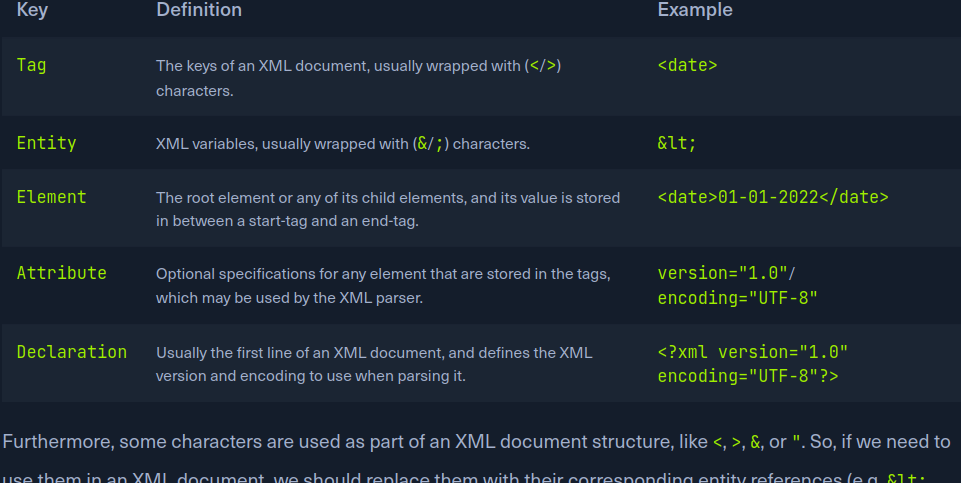 Key Definition Example
Tag The keys of an XML document, usually wrapped with (</>) <date>
characters.
Entity XML variables, usually wrapped with (&/;) characters. &lt;
Element The root element or any of its child elements, and its value is stored <date>01-01-2022</date>
in between a start-tag and an end-tag.
Attribute Optional specifications for any element that are stored in the tags, version="1.0"/
which may be used by the XML parser. encoding="UTF-8"
Declaration Usually the first line of an XML document, and defines the XML <?xml version="1.0"
version and encoding to use when parsing it. encoding="UTF-8"?>
Furthermore, some characters are used as part of an XML document structure, like <, >, &, or ". So, if we need to
use them in an XML document, we should replace them with their corresponding entity references (e.g. &lt;